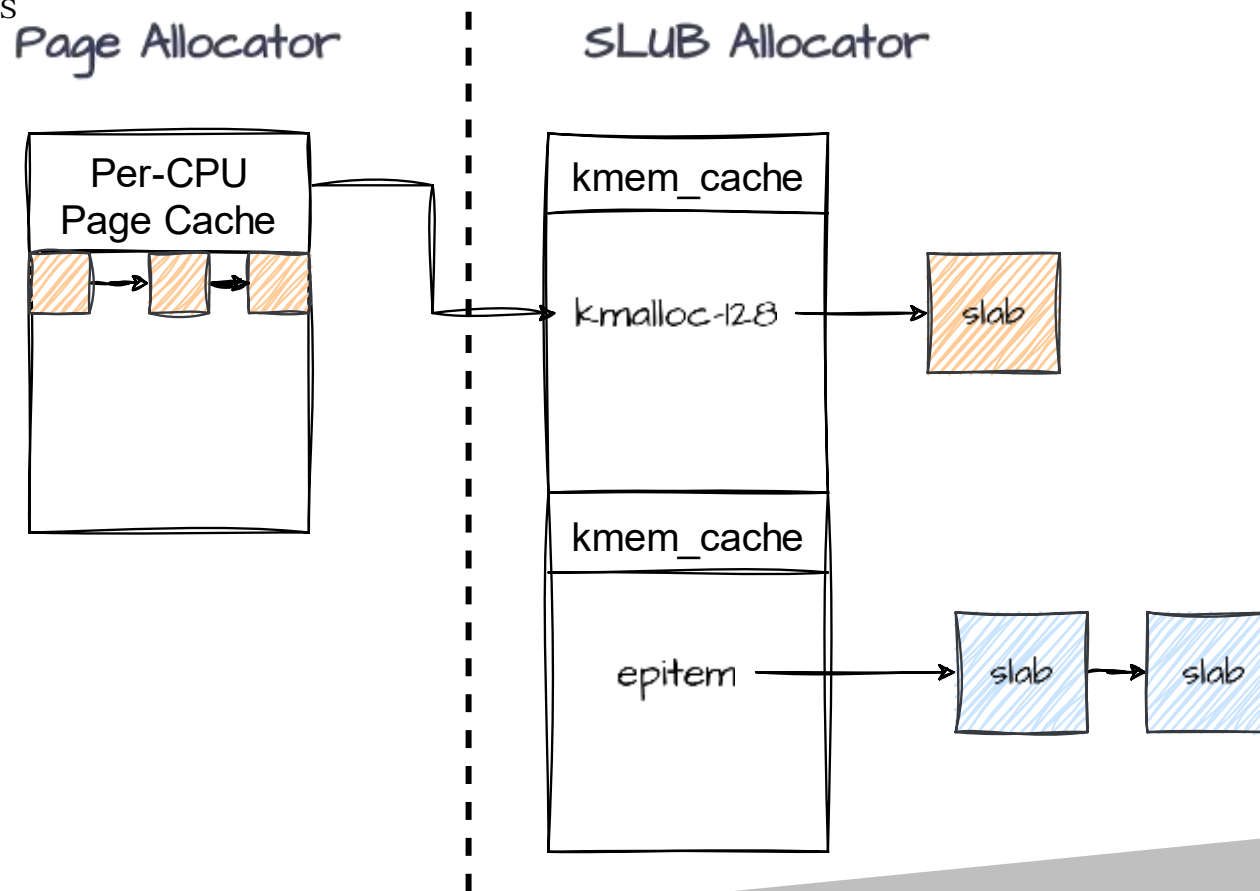 s
Page Allocator
SLUB Allocator
Per-CPU
Page Cache
kmem_cache
kmalloc-128
slab
kmem_cache
epitem
slab
slab